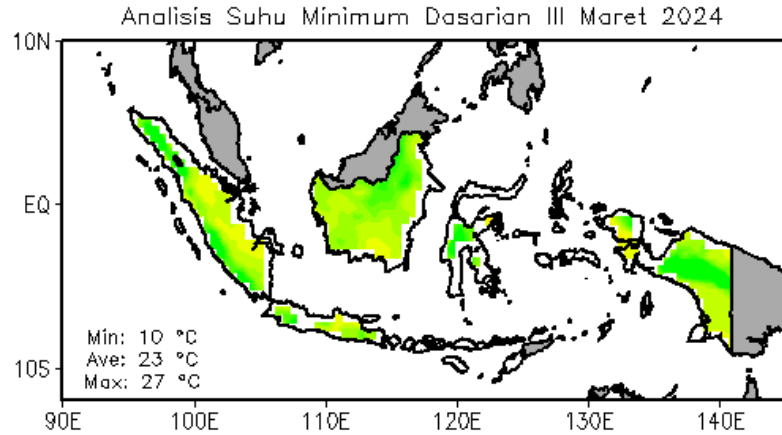 Analisis Suhu Minimum Dasarian III Maret 2024
10N
EQ
10S
Min: 10 °C
Ave: 23 °C
Max: 27 °C
90E 100E 110E 120E 130E 140E